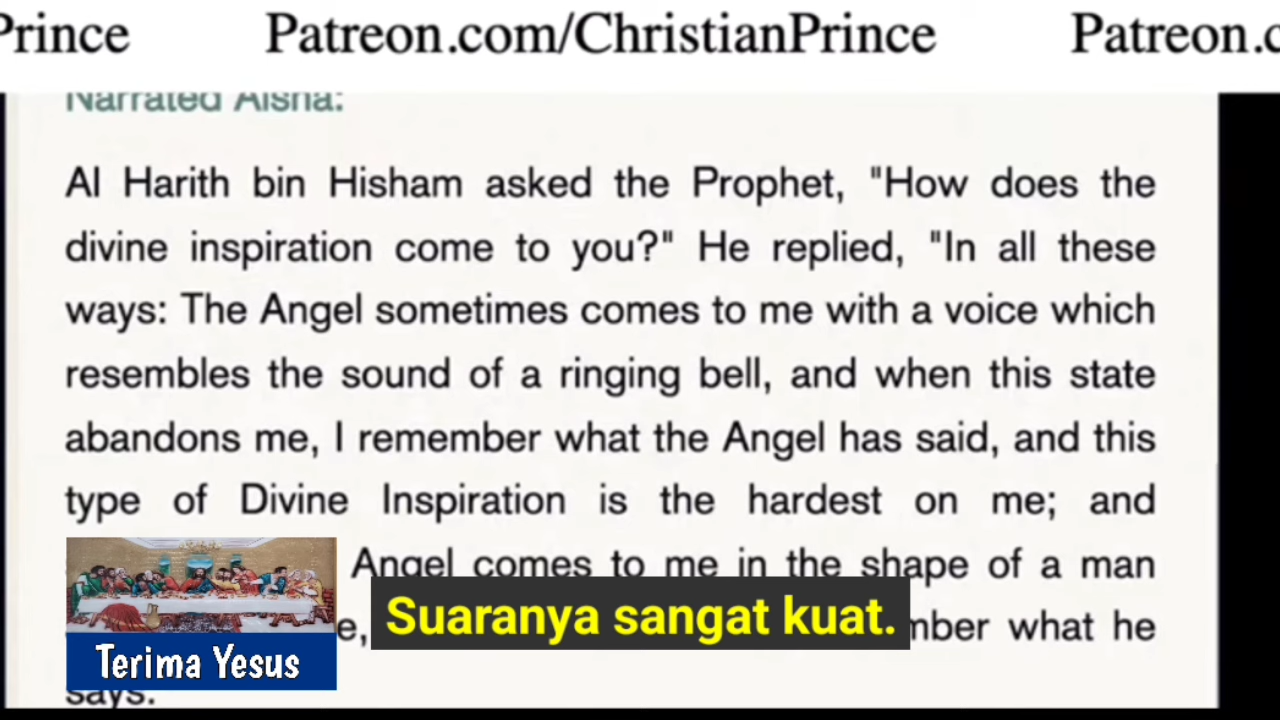 Prince Patreon.com/ChristianPrince Patreon.c
Narrated Aisha:
Al Harith bin Hisham asked the Prophet, "How does the
divine inspiration come to you?" He replied, "In all these
ways: The Angel sometimes comes to me with a voice which
resembles the sound of a ringing bell, and when this state
abandons me, I remember what the Angel has said, and this
type of Divine Inspiration is the hardest on me; and
Angel comes to me in the shape of a man
what he
says.
Suaranya sangat kuat.
Terima Yesus